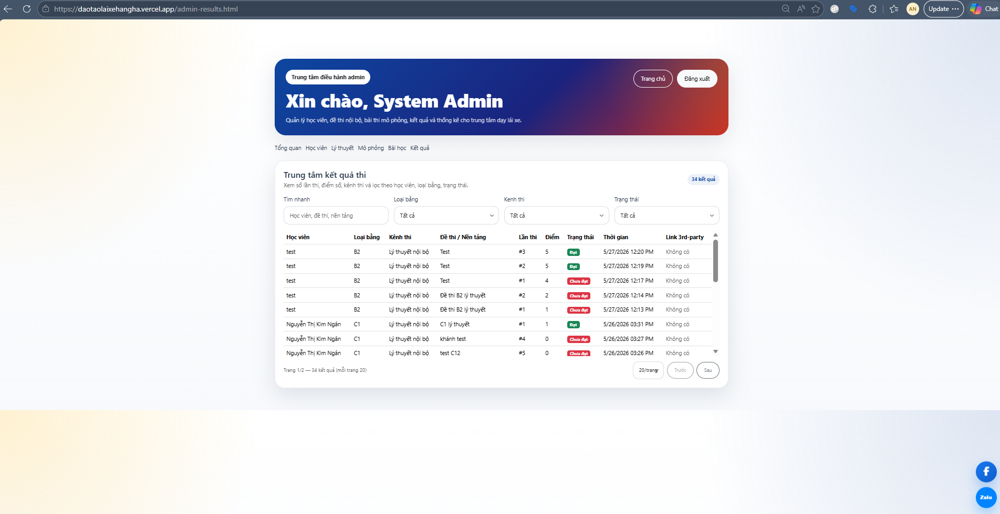 https://daotaolaixehangha.vercel.app/admin-results.html
AN
Update
Chat
Trung tâm điều hành admin
Trang chủ
Đăng xuất
Xin chào, System Admin
Quản lý học viên, đề thi nội bộ, bài thi mô phỏng, kết quả và thống kê cho trung tâm dạy lái xe.
Tổng quan Học viên Lý thuyết Mô phỏng Bài học Kết quả
Trung tâm kết quả thi
Xem số lần thi, điểm số, kênh thi và lọc theo học viên, loại bằng, trạng thái.
34 kết quả
Tìm nhanh Loại bằng Kenh thi Trạng thái
Học viên, đề thi, nền tảng Tất cả Tất cả Tất cả
Học viên Loại bằng Kênh thi Đề thi / Nền tảng Lần thi Điểm Trạng thái Thời gian Link 3rd-party
test B2 Lý thuyết nội bộ Test #3 5 Đạt 5/27/2026 12:20 PM Không có
test B2 Lý thuyết nội bộ Test #2 5 Đạt 5/27/2026 12:19 PM Không có
test B2 Lý thuyết nội bộ Test #1 4 Chưa đạt 5/27/2026 12:17 PM Không có
test B2 Lý thuyết nội bộ Đề thi B2 lý thuyết #2 2 Chưa đạt 5/27/2026 12:14 PM Không có
test B2 Lý thuyết nội bộ Đề thi B2 lý thuyết #1 1 Chưa đạt 5/27/2026 12:13 PM Không có
Nguyễn Thị Kim Ngân C1 Lý thuyết nội bộ C1 lý thuyết #1 1 Đạt 5/26/2026 03:31 PM Không có
Nguyễn Thị Kim Ngân C1 Lý thuyết nội bộ khánh test #4 0 Chưa đạt 5/26/2026 03:27 PM Không có
Nguyễn Thị Kim Ngân C1 Lý thuyết nội bộ test C12 #5 0 Chưa đạt 5/26/2026 03:26 PM Không có
Trang 1/2 — 34 kết quả (mỗi trang 20)
20/trang Trước Sau
Zalo